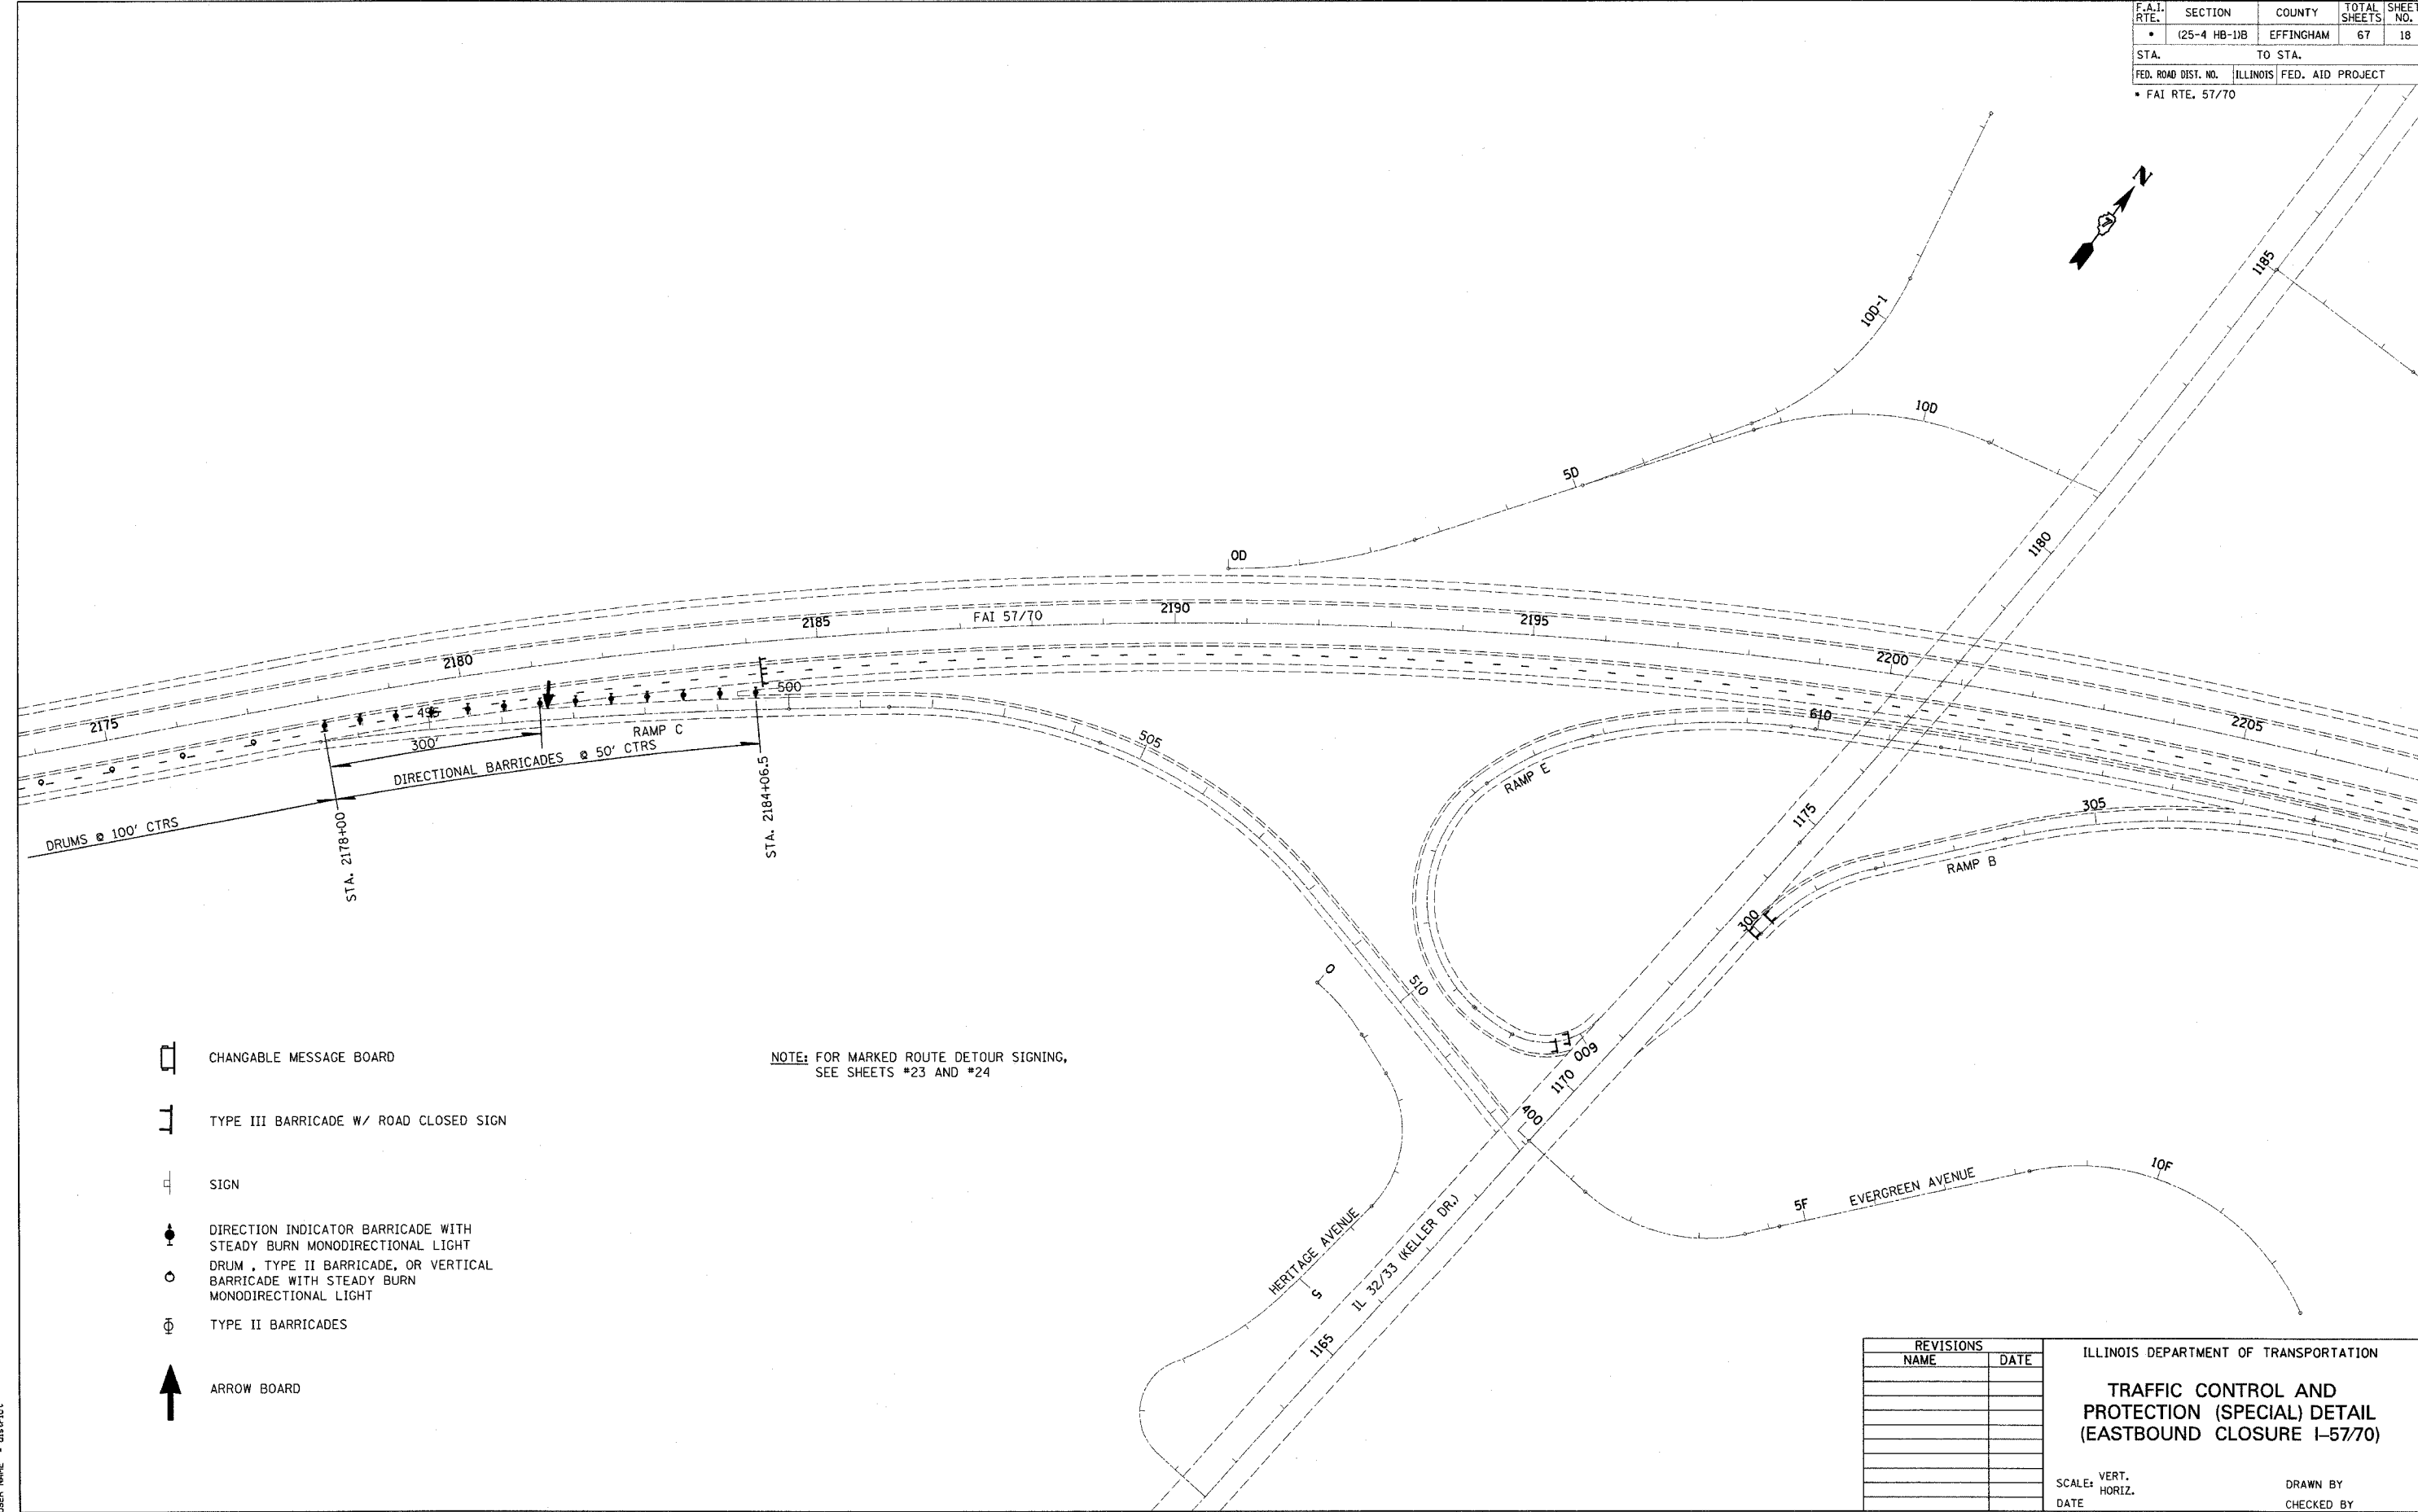 F.A.I. RTE. SECTION COUNTY TOTAL SHEETS SHEET NO.
* (25-4 HB-1)B EFFINGHAM 67 18
STA. TO STA.
FED. ROAD DIST. NO. ILLINOIS FED. AID PROJECT
* FAI RTE. 57/70
N
1185
10D-1
10D
5D
1180
0D
2190
FAI 57/70
2185
2195
2180
2200
2175
500
495
610
2205
RAMP C
300'
505
DIRECTIONAL BARRICADES @ 50' CTRS
RAMP E
305
1175
DRUMS @ 100' CTRS
STA. 2178+00
STA. 2184+06.5
RAMP B
300
0
510
600
1170
400
CHANGABLE MESSAGE BOARD
NOTE: FOR MARKED ROUTE DETOUR SIGNING,
SEE SHEETS #23 AND #24
TYPE III BARRICADE W/ ROAD CLOSED SIGN
SIGN
DIRECTION INDICATOR BARRICADE WITH
STEADY BURN MONODIRECTIONAL LIGHT
DRUM , TYPE II BARRICADE, OR VERTICAL
BARRICADE WITH STEADY BURN
MONODIRECTIONAL LIGHT
TYPE II BARRICADES
ARROW BOARD
10F
EVERGREEN AVENUE
5F
HERITAGE AVENUE
5
IL 32/33 (KELLER DR.)
1165
REVISIONS
NAME DATE
ILLINOIS DEPARTMENT OF TRANSPORTATION
TRAFFIC CONTROL AND
PROTECTION (SPECIAL) DETAIL
(EASTBOUND CLOSURE I-57/70)
SCALE: VERT.
HORIZ.
DRAWN BY
DATE
CHECKED BY